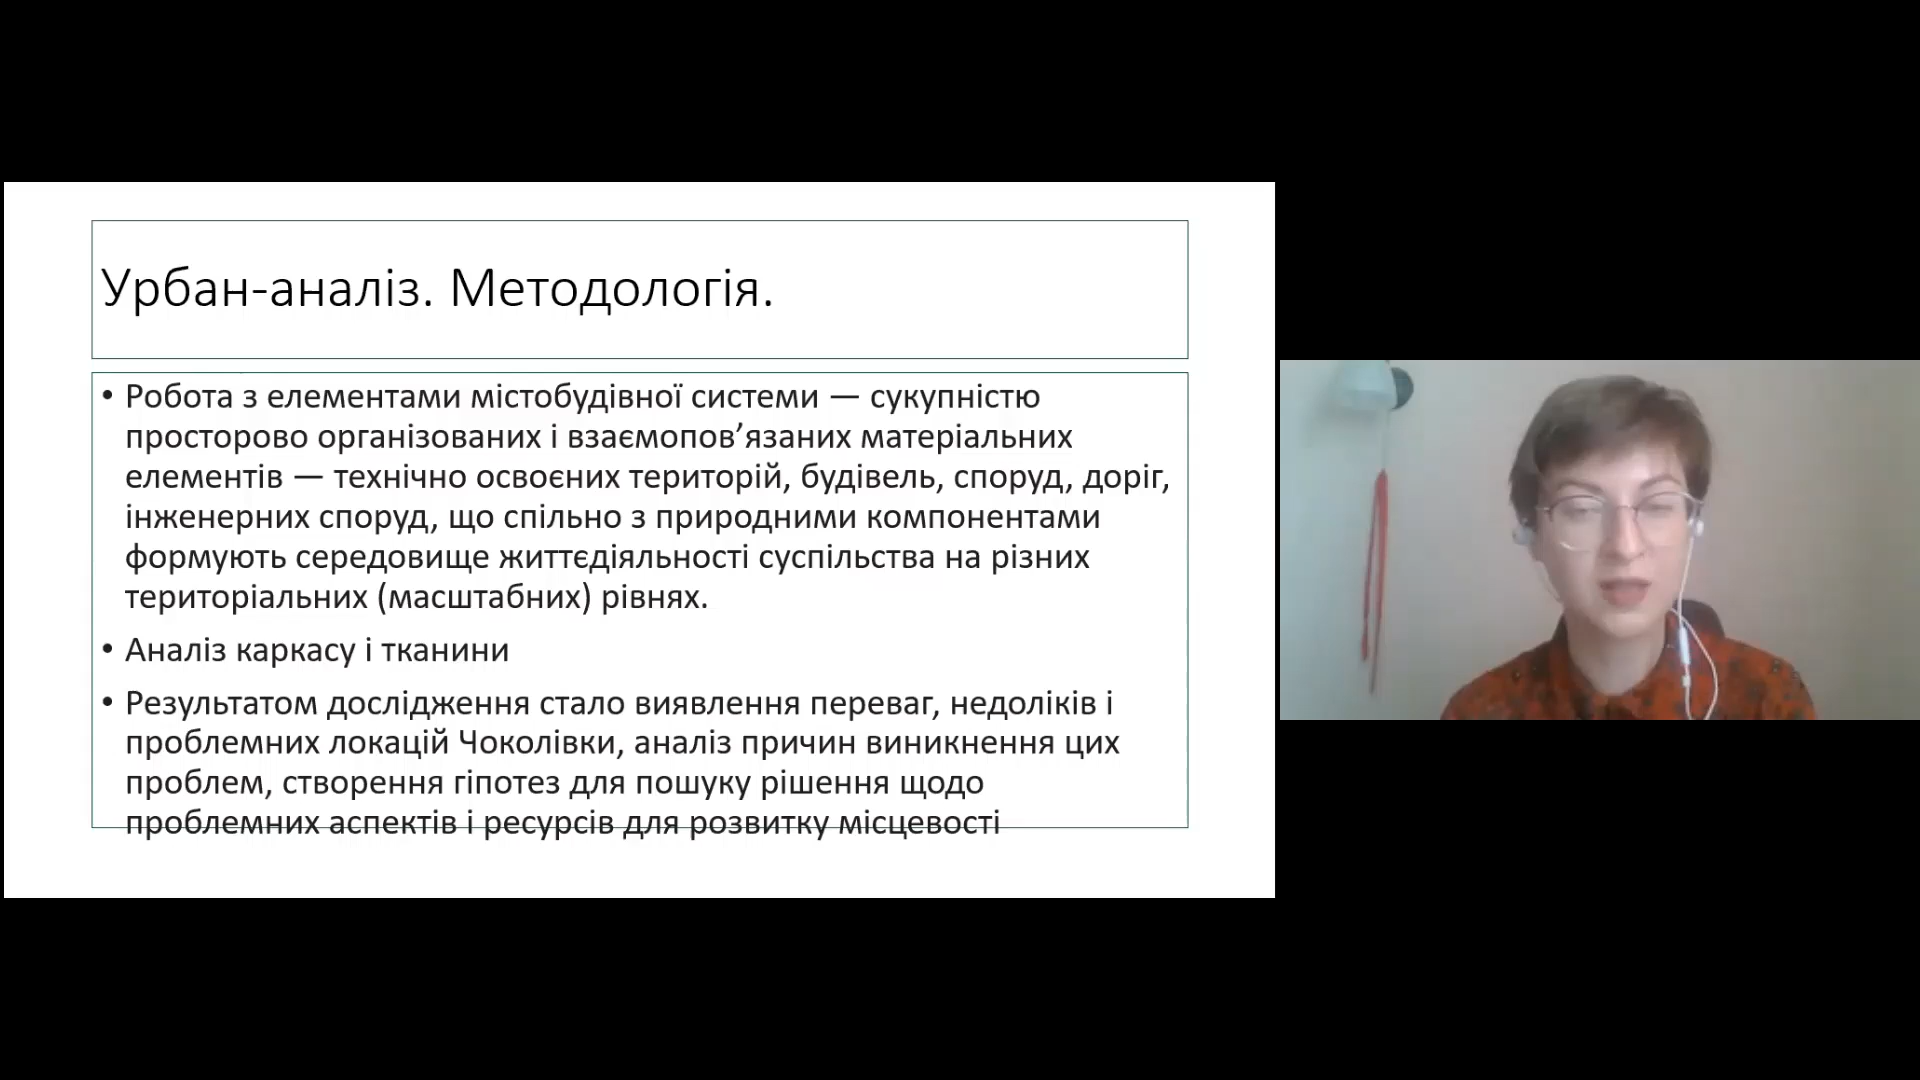 Урбан-аналіз. Методологія.
• Робота з елементами містобудівної системи — сукупністю
просторово організованих і взаємопов’язаних матеріальних
елементів — технічно освоєних територій, будівель, споруд, доріг,
інженерних споруд, що спільно з природними компонентами
формують середовище життєдіяльності суспільства на різних
територіальних (масштабних) рівнях.
• Аналіз каркасу і тканини
• Результатом дослідження стало виявлення переваг, недоліків і
проблемних локацій Чоколівки, аналіз причин виникнення цих
проблем, створення гіпотез для пошуку рішення щодо
проблемних аспектів і ресурсів для розвитку місцевості